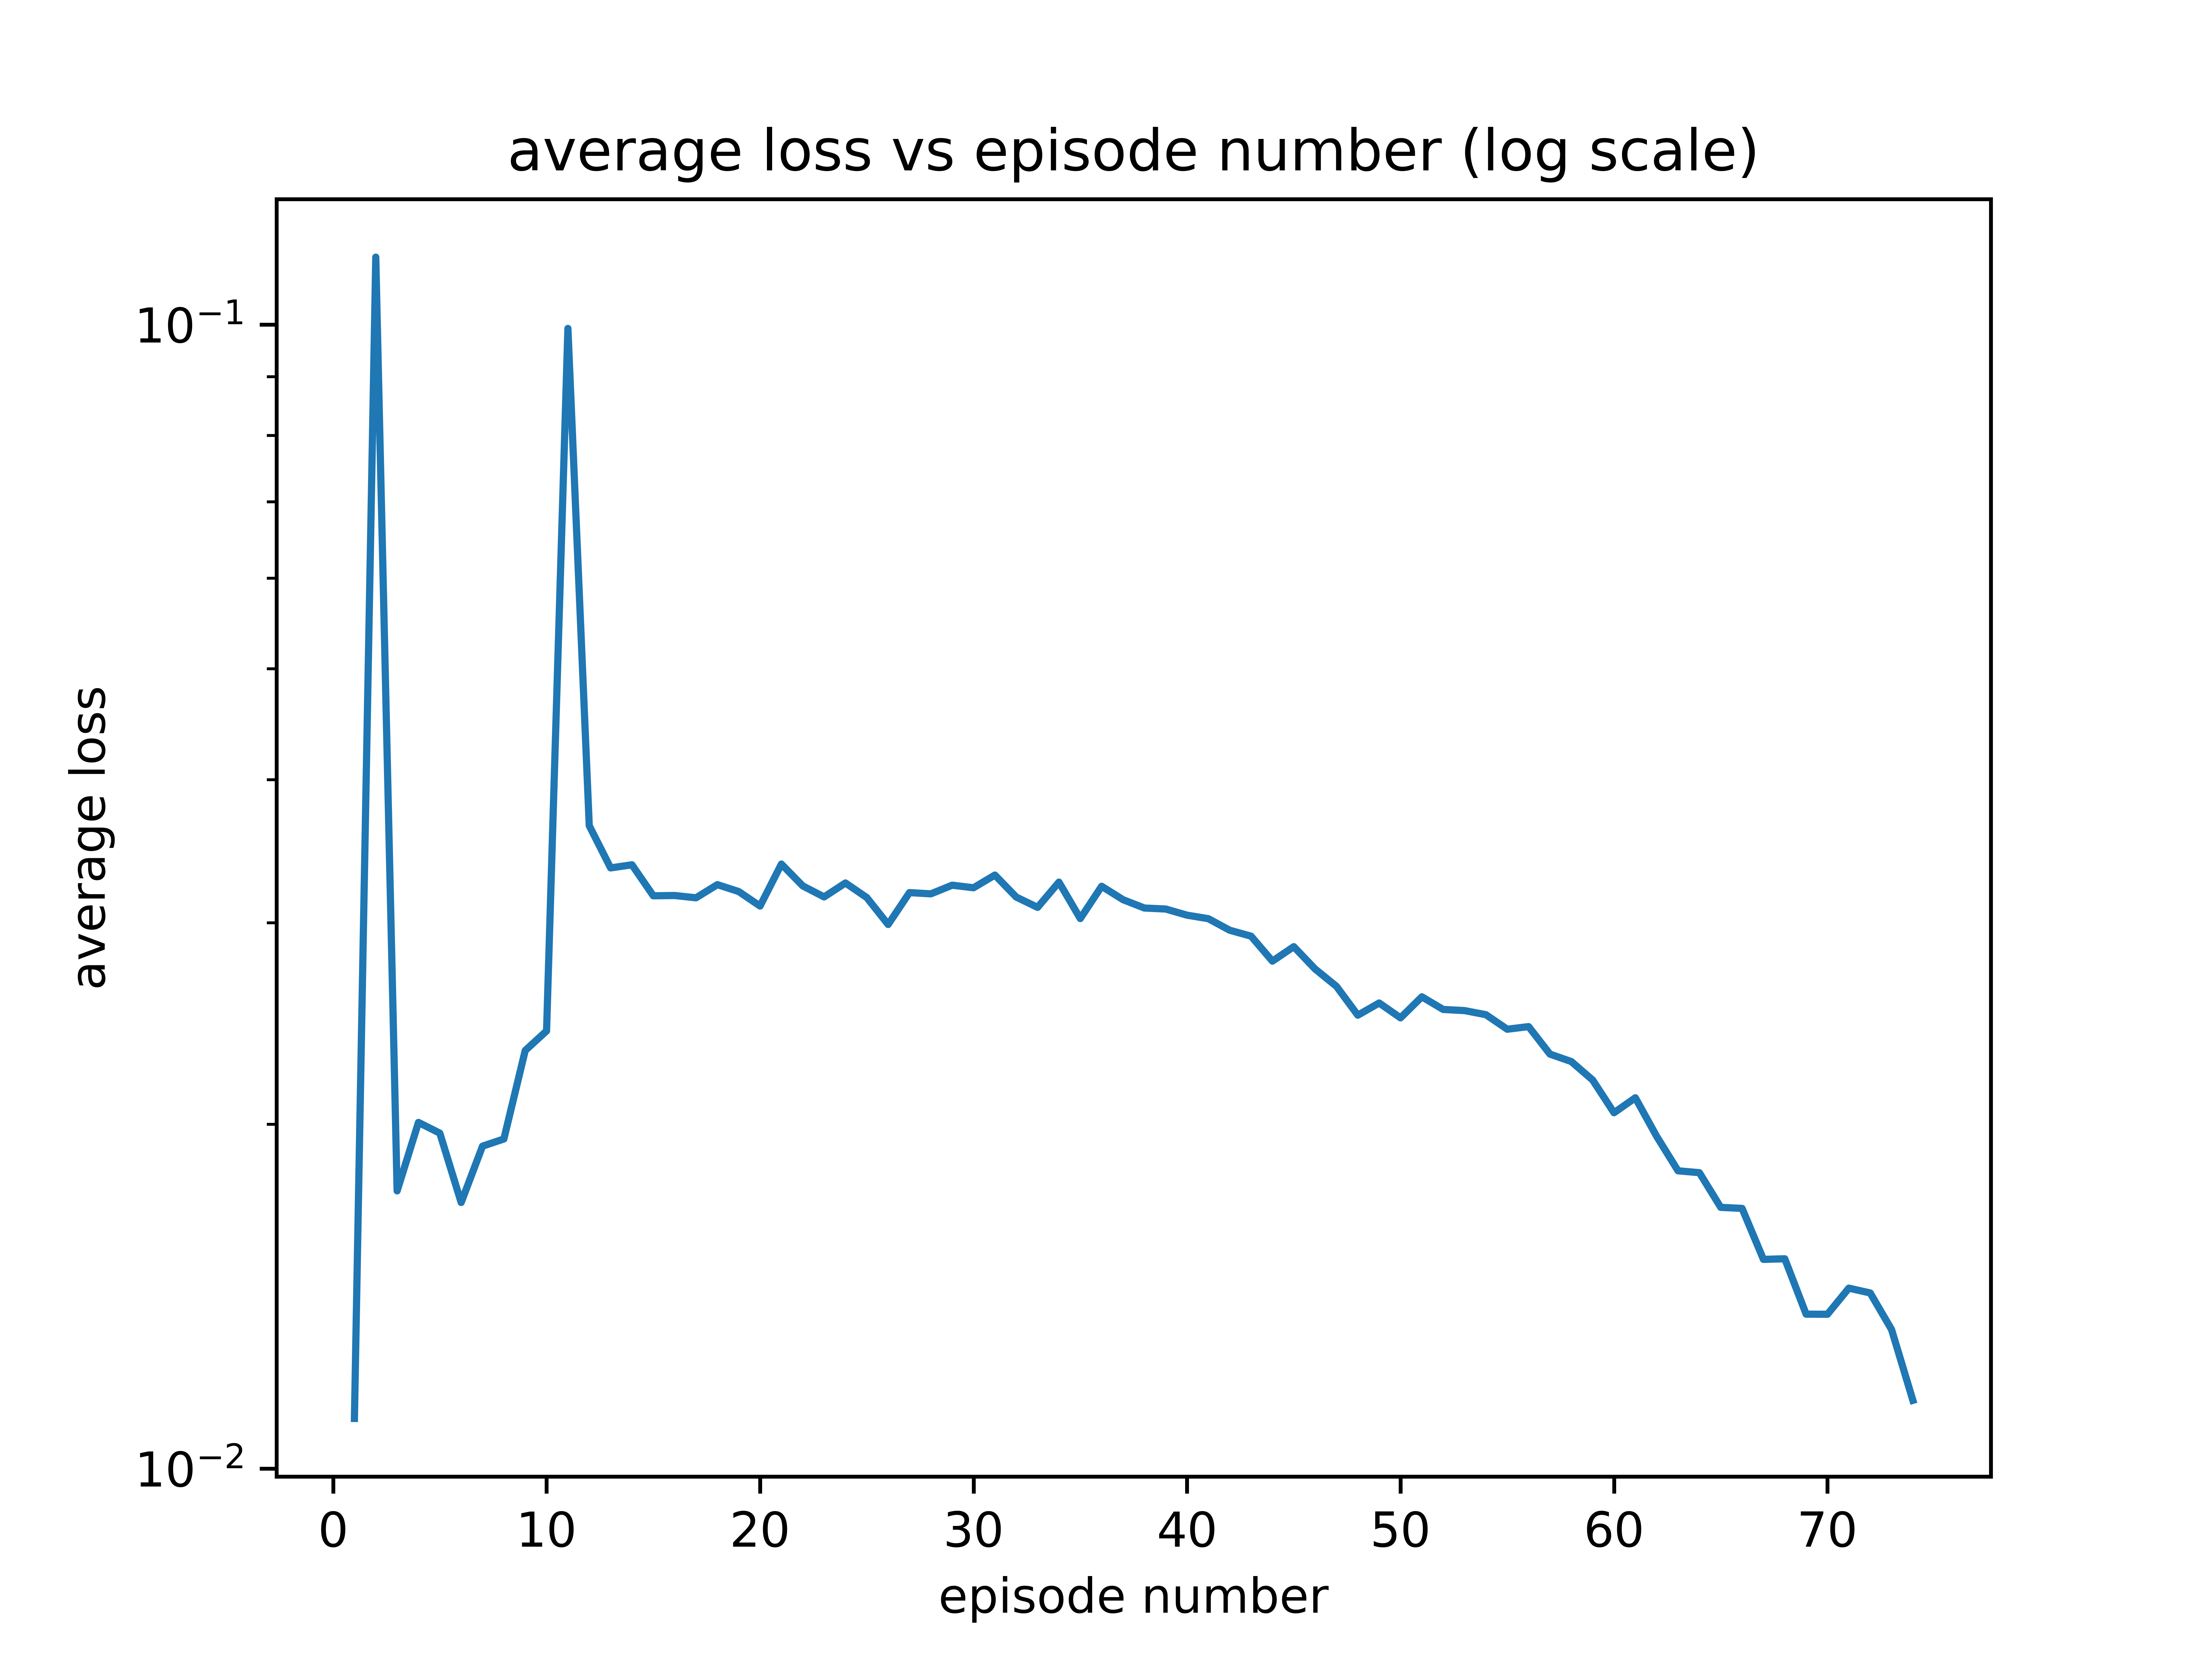 average loss vs episode number (log scale)
average loss
10⁻¹
10⁻²
0 10 20 30 40 50 60 70
episode number